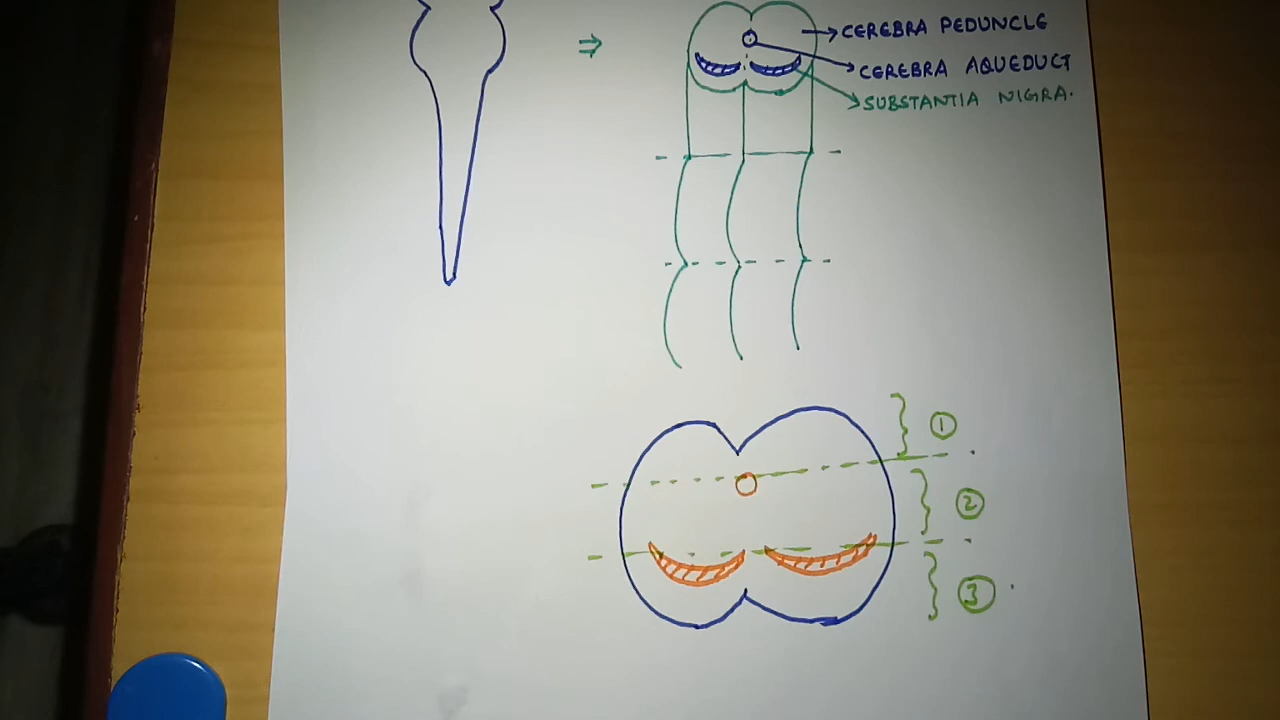 CEREBRA PEDUNCLE
CEREBRA AQUEDUCT
SUBSTANTIA NIGRA.
1
2
3